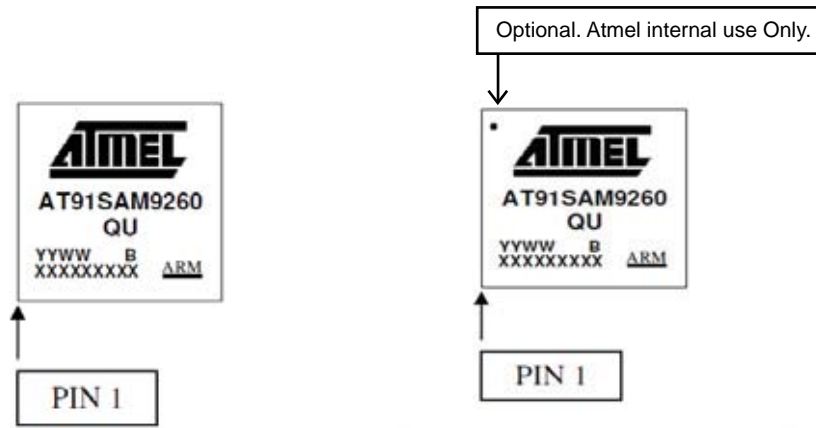 Optional. Atmel internal use Only.
ATMEL
AT91SAM9260
QU
YYWW B
XXXXXXXXX ARM
PIN 1
ATMEL
AT91SAM9260
QU
YYWW B
XXXXXXXXX ARM
PIN 1